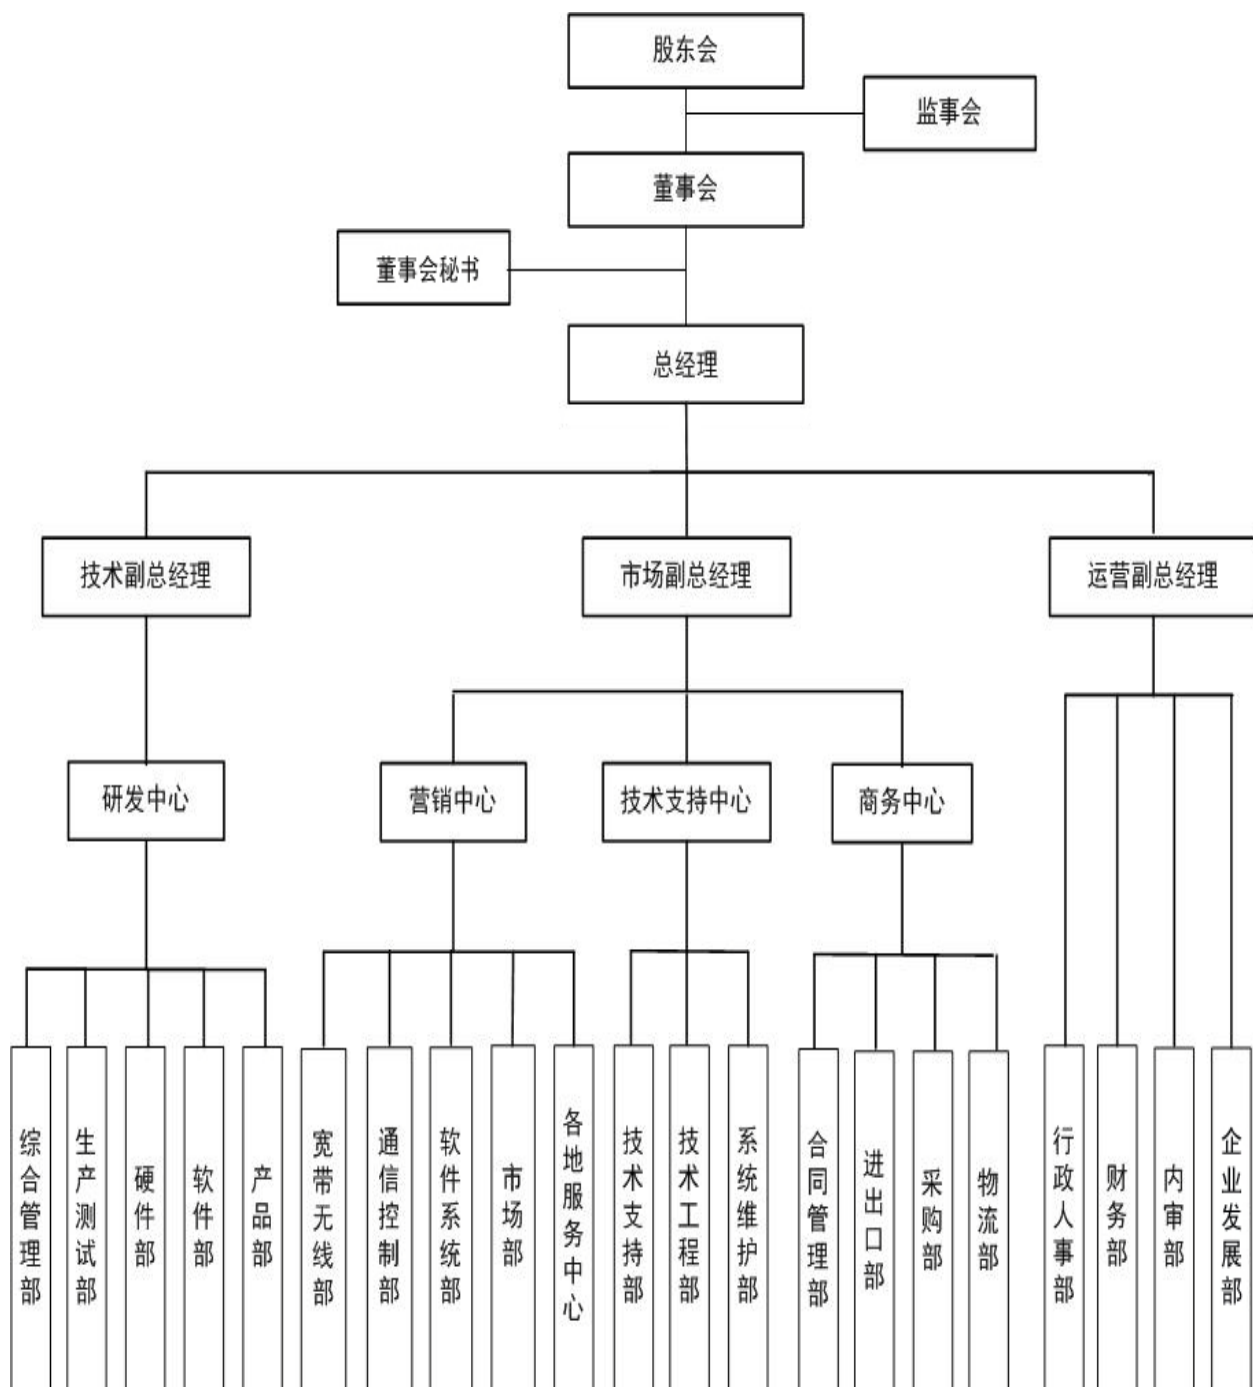 股东会
监事会
董事会
董事会秘书
总经理
技术副总经理
市场副总经理
运营副总经理
研发中心
营销中心
技术支持中心
商务中心
综合管理部
生产测试部
硬件部
软件部
产品部
宽带无线部
通信控制部
软件系统部
市场部
各地服务中心
技术支持部
技术工程部
系统维护部
合同管理部
进出口部
采购部
物流部
行政人事部
财务部
内审部
企业发展部